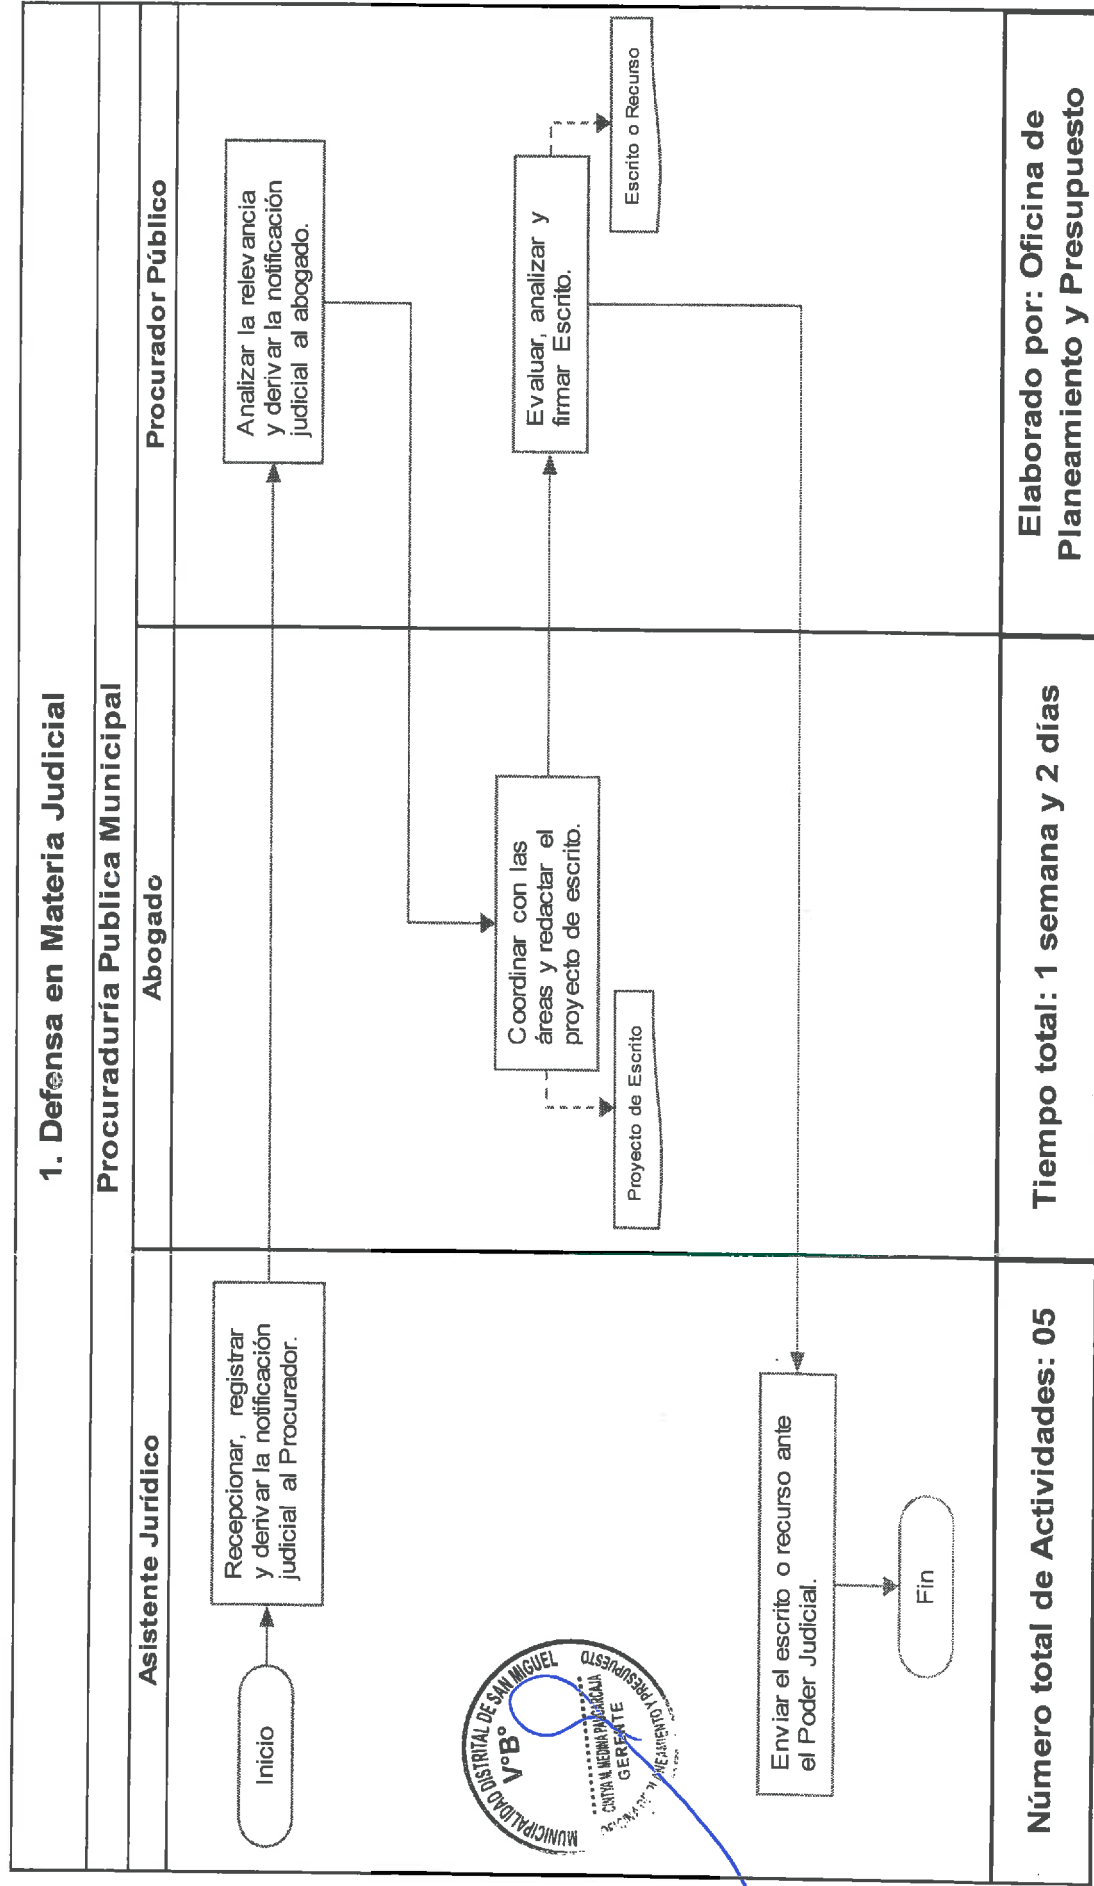 1. Defensa en Materia Judicial
Procuraduría Publica Municipal
Asistente Jurídico
Abogado
Procurador Público
Inicio
Recepcionar, registrar
y derivar la notificación
judicial al Procurador.
Analizar la relevancia
y derivar la notificación
judicial al abogado.
Coordinar con las
áreas y redactar el
proyecto de escrito.
Proyecto de Escrito
Evaluar, analizar y
firmar Escrito.
Escrito o Recurso
Enviar el escrito o recurso ante
el Poder Judicial.
Fin
MUNICIPALIDAD DISTRITAL DE SAN MIGUEL
V°B°
GERENTE
OFICINA DE PLANEAMIENTO Y PRESUPUESTO
Número total de Actividades: 05
Tiempo total: 1 semana y 2 días
Elaborado por: Oficina de
Planeamiento y Presupuesto